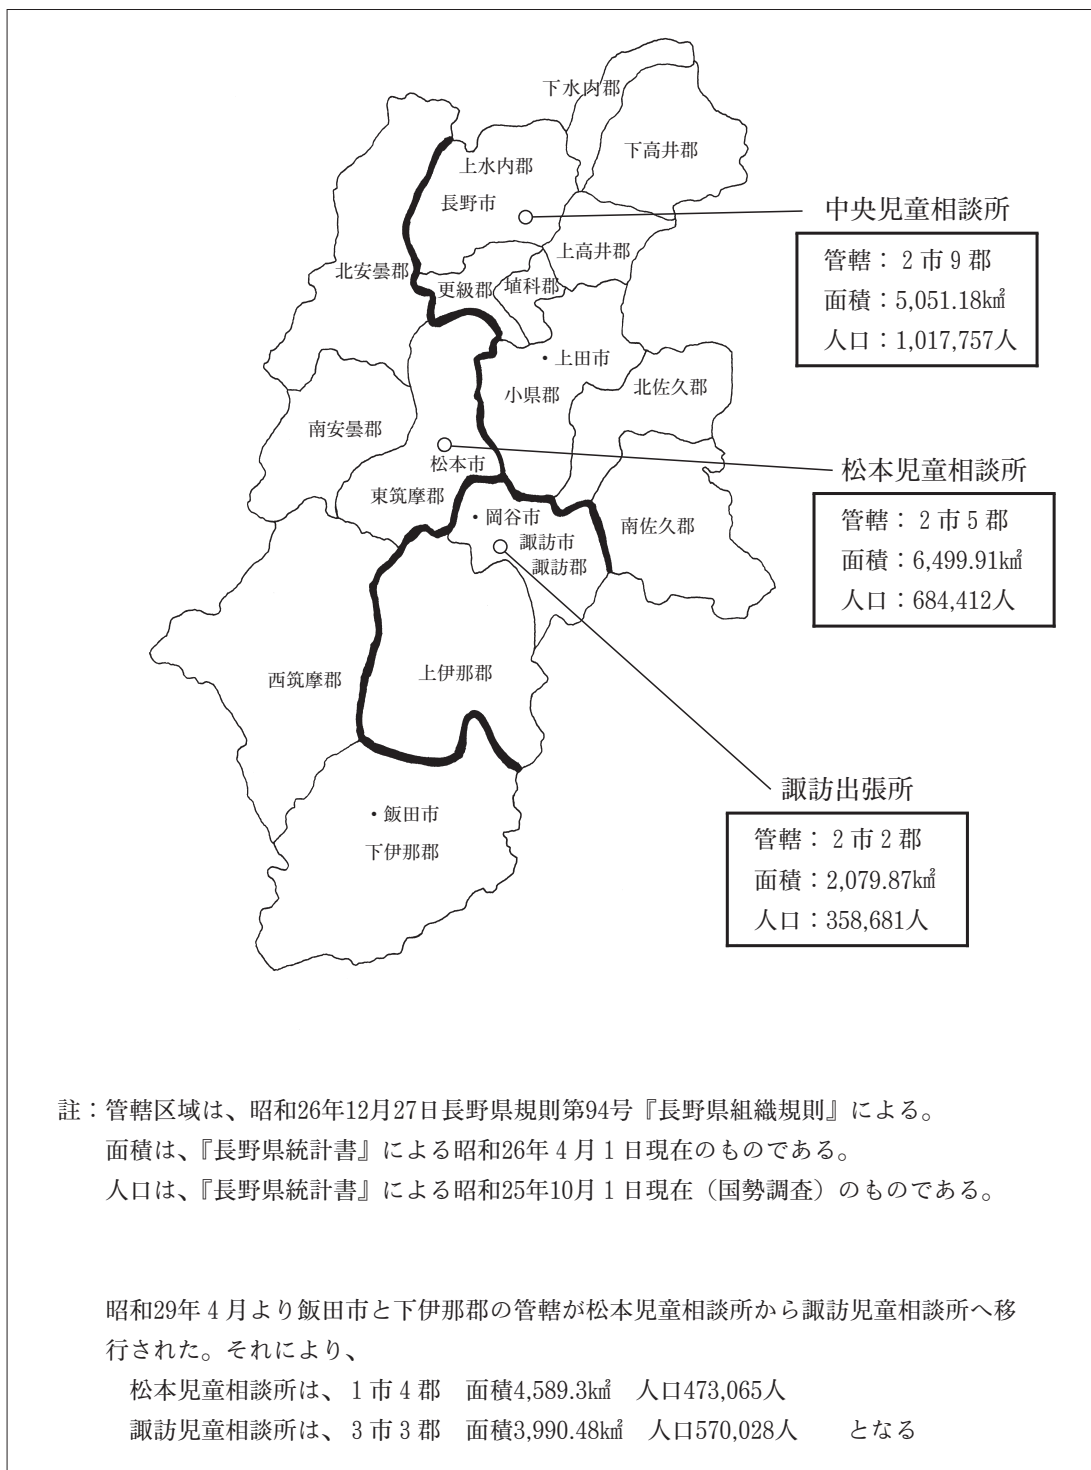 下水内郡
下高井郡
上水内郡
長野市
中央児童相談所
管轄：2市9郡
面積：5,051.18㎢
人口：1,017,757人
上高井郡
北安曇郡
更級郡
埴科郡
・上田市
小県郡
北佐久郡
南安曇郡
松本市
松本児童相談所
管轄：2市5郡
面積：6,499.91㎢
人口：684,412人
東筑摩郡
・岡谷市
諏訪市
諏訪郡
南佐久郡
西筑摩郡
上伊那郡
諏訪出張所
管轄：2市2郡
面積：2,079.87㎢
人口：358,681人
・飯田市
下伊那郡
註：管轄区域は、昭和26年12月27日長野県規則第94号『長野県組織規則』による。
面積は、『長野県統計書』による昭和26年4月1日現在のものである。
人口は、『長野県統計書』による昭和25年10月1日現在（国勢調査）のものである。
昭和29年4月より飯田市と下伊那郡の管轄が松本児童相談所から諏訪児童相談所へ移
行された。それにより、
松本児童相談所は、1市4郡　面積4,589.3㎢　人口473,065人
諏訪児童相談所は、3市3郡　面積3,990.48㎢　人口570,028人　　となる